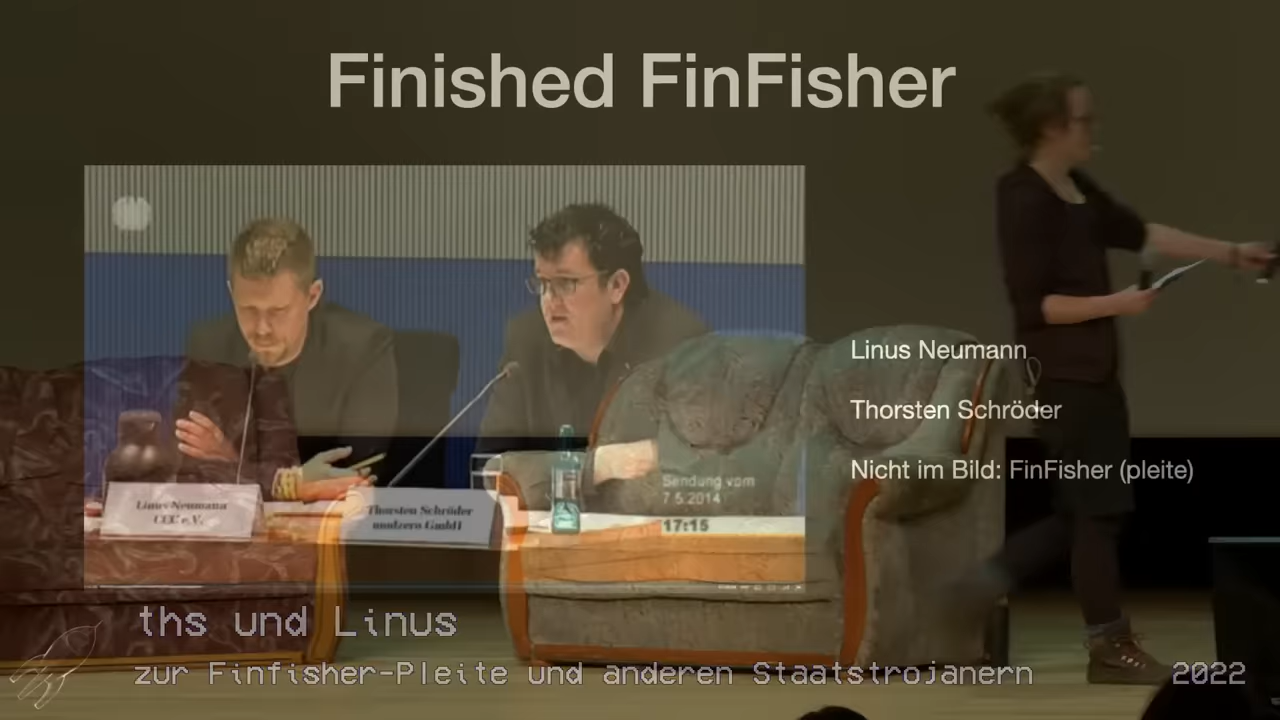 Finished FinFisher
Linus Neumann
Thorsten Schröder
Nicht im Bild: FinFisher (pleite)
Linus Neumann
CCC e.V.
Thorsten Schröder
modzero GmbH
Sendung vom
7.5.2014
17:15
ths und Linus
zur Finfisher-Pleite und anderen Staatstrojanern
2022